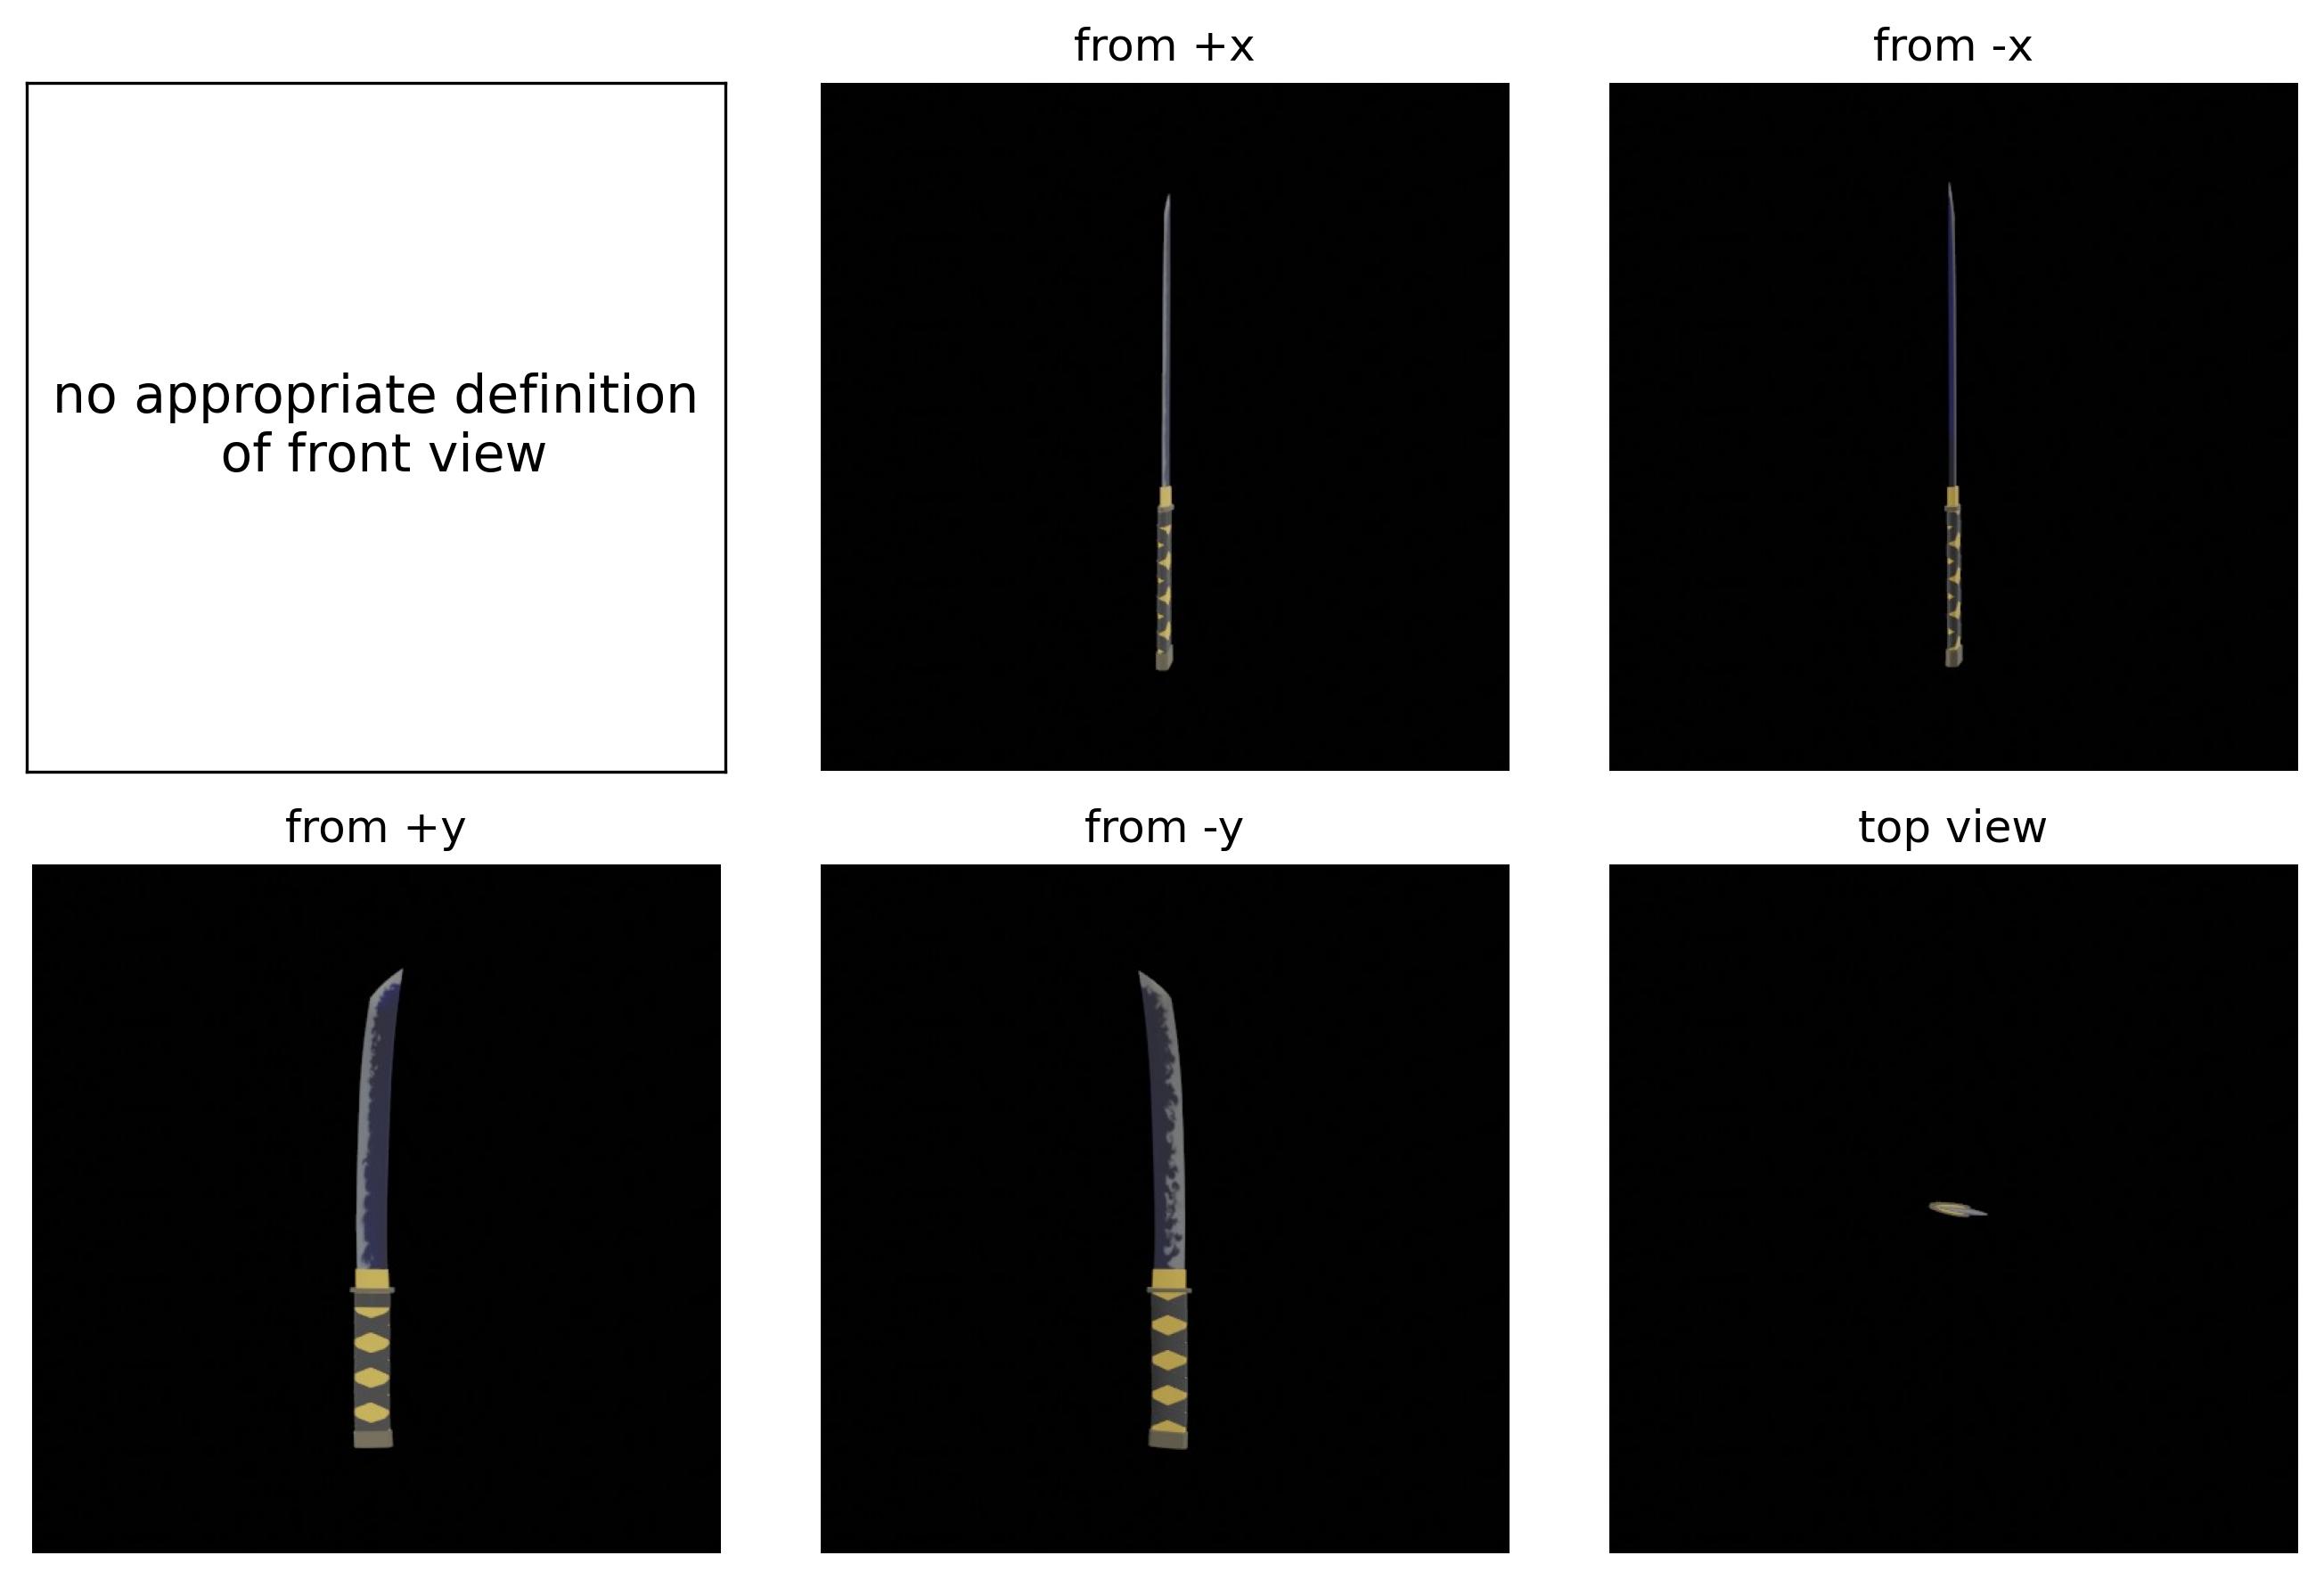 from +x
from -x
no appropriate definition
of front view
from +y
from -y
top view